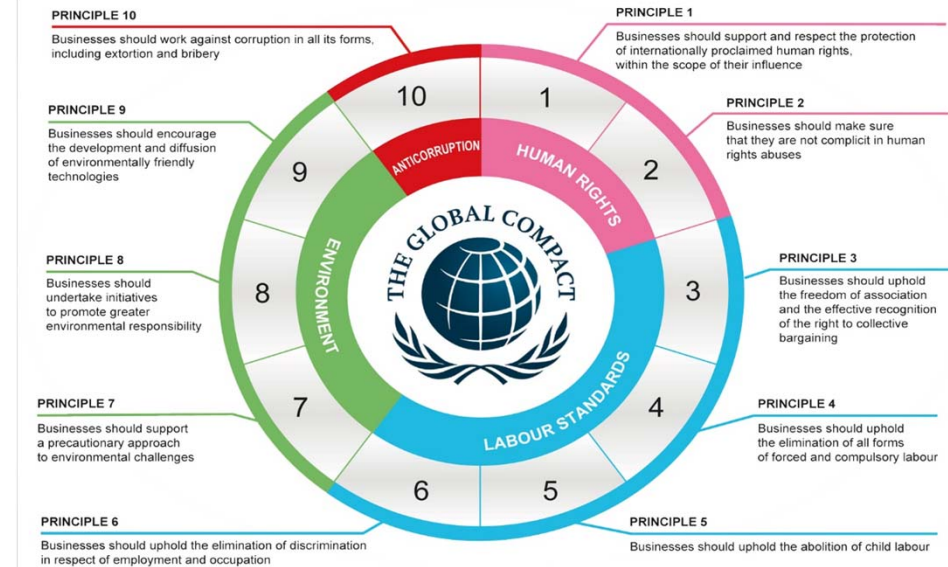 PRINCIPLE 10
Businesses should work against corruption in all its forms,
including extortion and bribery
PRINCIPLE 1
Businesses should support and respect the protection
of internationally proclaimed human rights,
within the scope of their influence
PRINCIPLE 9
Businesses should encourage
the development and diffusion
of environmentally friendly
technologies
PRINCIPLE 2
Businesses should make sure
that they are not complicit in human
rights abuses
PRINCIPLE 8
Businesses should
undertake initiatives
to promote greater
environmental responsibility
PRINCIPLE 3
Businesses should uphold
the freedom of association
and the effective recognition
of the right to collective
bargaining
PRINCIPLE 7
Businesses should support
a precautionary approach
to environmental challenges
PRINCIPLE 4
Businesses should uphold
the elimination of all forms
of forced and compulsory labour
PRINCIPLE 6
Businesses should uphold the elimination of discrimination
in respect of employment and occupation
PRINCIPLE 5
Businesses should uphold the abolition of child labour
10
1
2
3
4
5
6
7
8
9
ANTICORRUPTION
HUMAN RIGHTS
LABOUR STANDARDS
ENVIRONMENT
THE GLOBAL COMPACT